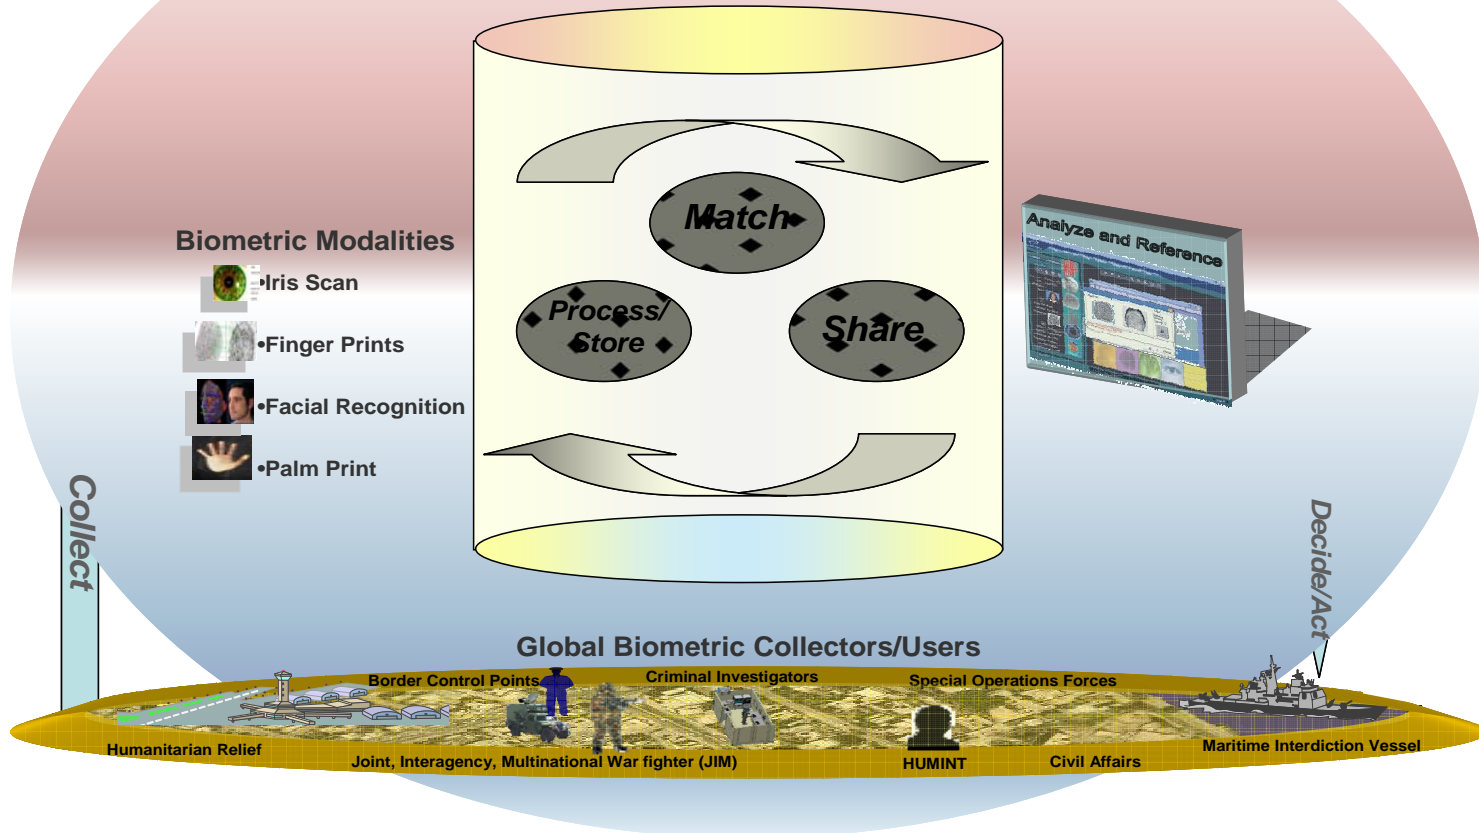 Match
Process/
Store
Share
Analyze and Reference
Biometric Modalities
•Iris Scan
•Finger Prints
•Facial Recognition
•Palm Print
Collect
Decide/Act
Global Biometric Collectors/Users
Border Control Points
Criminal Investigators
Special Operations Forces
Humanitarian Relief
Joint, Interagency, Multinational War fighter (JIM)
HUMINT
Civil Affairs
Maritime Interdiction Vessel